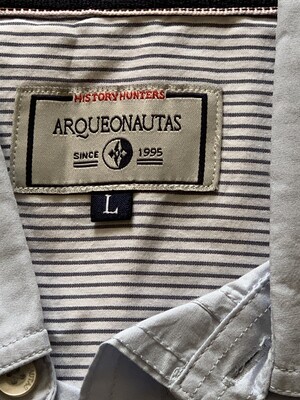 HISTORY HUNTERS
ARQUEONAUTAS
SINCE 1995
L